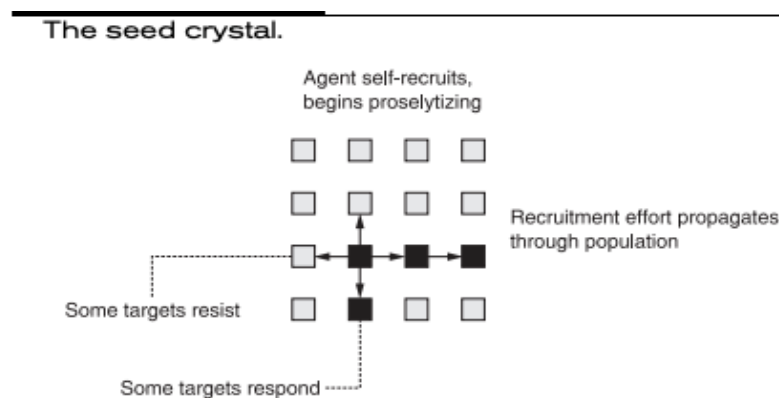 The seed crystal.
Agent self-recruits,
begins proselytizing
Recruitment effort propagates
through population
Some targets resist
Some targets respond